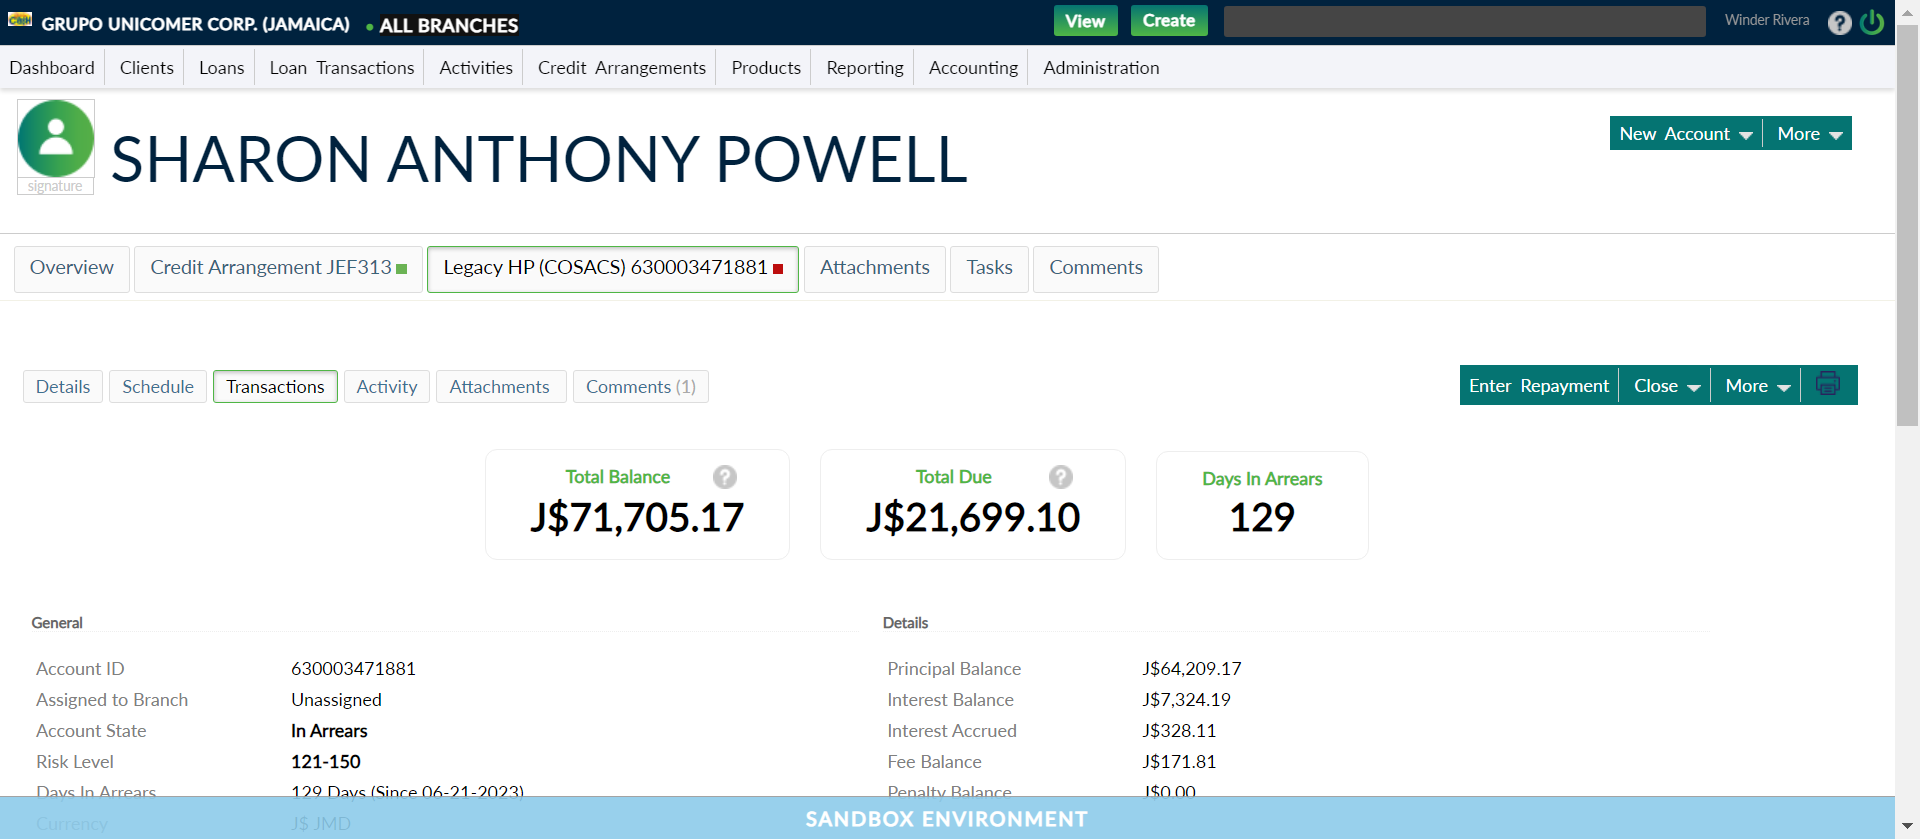 CASH GRUPO UNICOMER CORP. (JAMAICA) • ALL BRANCHES View Create Winder Rivera ?
Dashboard Clients Loans Loan Transactions Activities Credit Arrangements Products Reporting Accounting Administration
signature
SHARON ANTHONY POWELL
New Account More
Overview Credit Arrangement JEF313 Legacy HP (COSACS) 630003471881 Attachments Tasks Comments
Details Schedule Transactions Activity Attachments Comments (1)
Enter Repayment Close More
Total Balance ?
J$71,705.17
Total Due ?
J$21,699.10
Days In Arrears
129
General
Account ID 630003471881
Assigned to Branch Unassigned
Account State In Arrears
Risk Level 121-150
Days In Arrears 129 Days (Since 06-21-2023)
Currency J$ JMD
Details
Principal Balance J$64,209.17
Interest Balance J$7,324.19
Interest Accrued J$328.11
Fee Balance J$171.81
Penalty Balance J$0.00
SANDBOX ENVIRONMENT